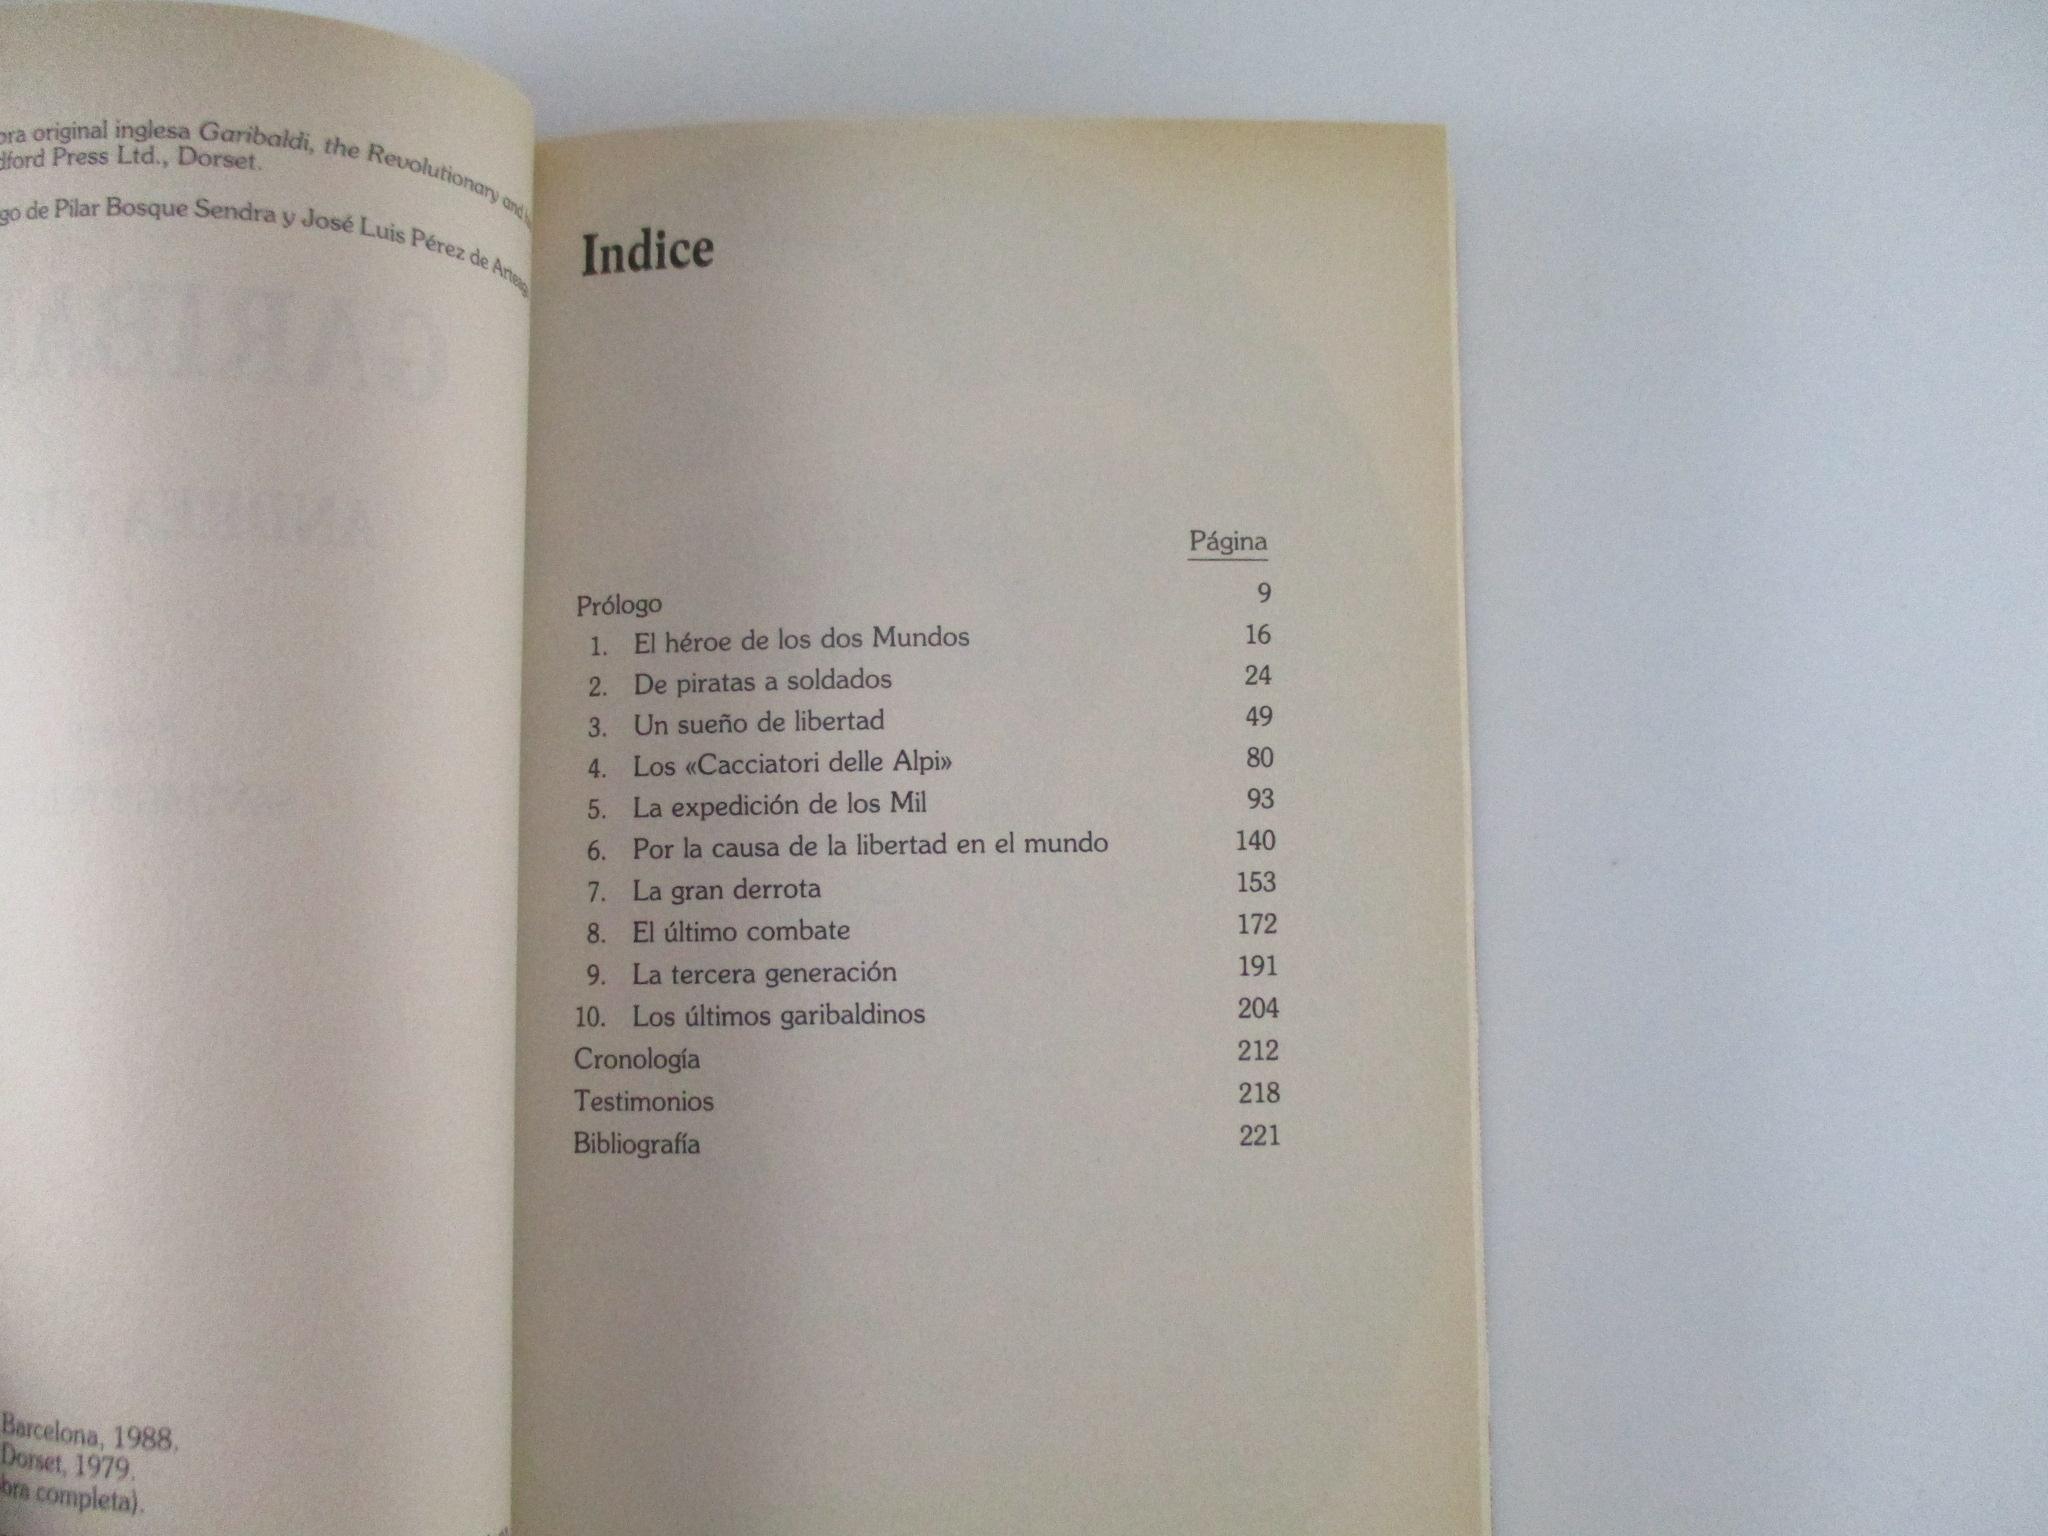 original inglesa Garibaldi, the Revolutionary and
Press Ltd., Dorset.
de Pilar Bosque Sendra y José Luis Pérez de Arteaga
Barcelona, 1988.
Dorset, 1979.
completa).
Indice
Página
Prólogo 9
1. El héroe de los dos Mundos 16
2. De piratas a soldados 24
3. Un sueño de libertad 49
4. Los «Cacciatori delle Alpi» 80
5. La expedición de los Mil 93
6. Por la causa de la libertad en el mundo 140
7. La gran derrota 153
8. El último combate 172
9. La tercera generación 191
10. Los últimos garibaldinos 204
Cronología 212
Testimonios 218
Bibliografía 221